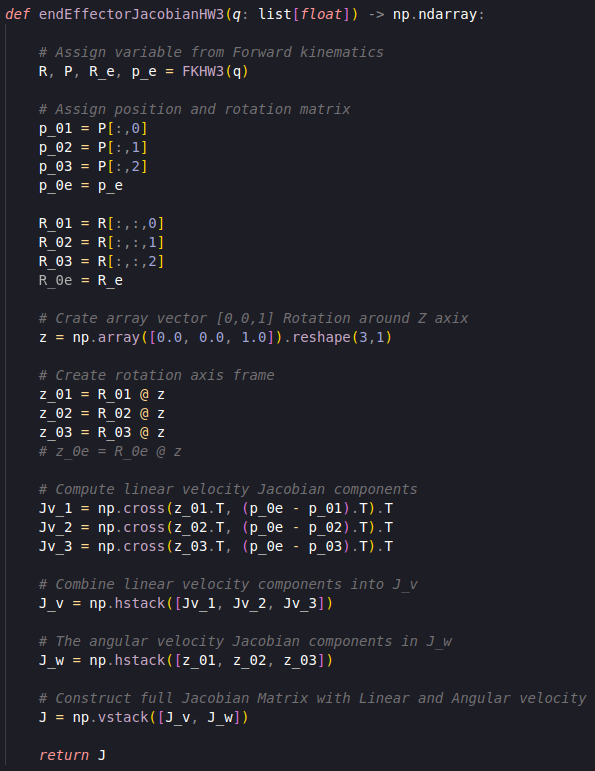 def endEffectorJacobianHW3(q: list[float]) -> np.ndarray:
    # Assign variable from Forward kinematics
    R, P, R_e, p_e = FKHW3(q)
    # Assign position and rotation matrix
    p_01 = P[:,0]
    p_02 = P[:,1]
    p_03 = P[:,2]
    p_0e = p_e
    R_01 = R[:,:,0]
    R_02 = R[:,:,1]
    R_03 = R[:,:,2]
    R_0e = R_e
    # Crate array vector [0,0,1] Rotation around Z axix
    z = np.array([0.0, 0.0, 1.0]).reshape(3,1)
    # Create rotation axis frame
    z_01 = R_01 @ z
    z_02 = R_02 @ z
    z_03 = R_03 @ z
    # z_0e = R_0e @ z
    # Compute linear velocity Jacobian components
    Jv_1 = np.cross(z_01.T, (p_0e - p_01).T).T
    Jv_2 = np.cross(z_02.T, (p_0e - p_02).T).T
    Jv_3 = np.cross(z_03.T, (p_0e - p_03).T).T
    # Combine linear velocity components into J_v
    J_v = np.hstack([Jv_1, Jv_2, Jv_3])
    # The angular velocity Jacobian components in J_w
    J_w = np.hstack([z_01, z_02, z_03])
    # Construct full Jacobian Matrix with Linear and Angular velocity
    J = np.vstack([J_v, J_w])
    return J